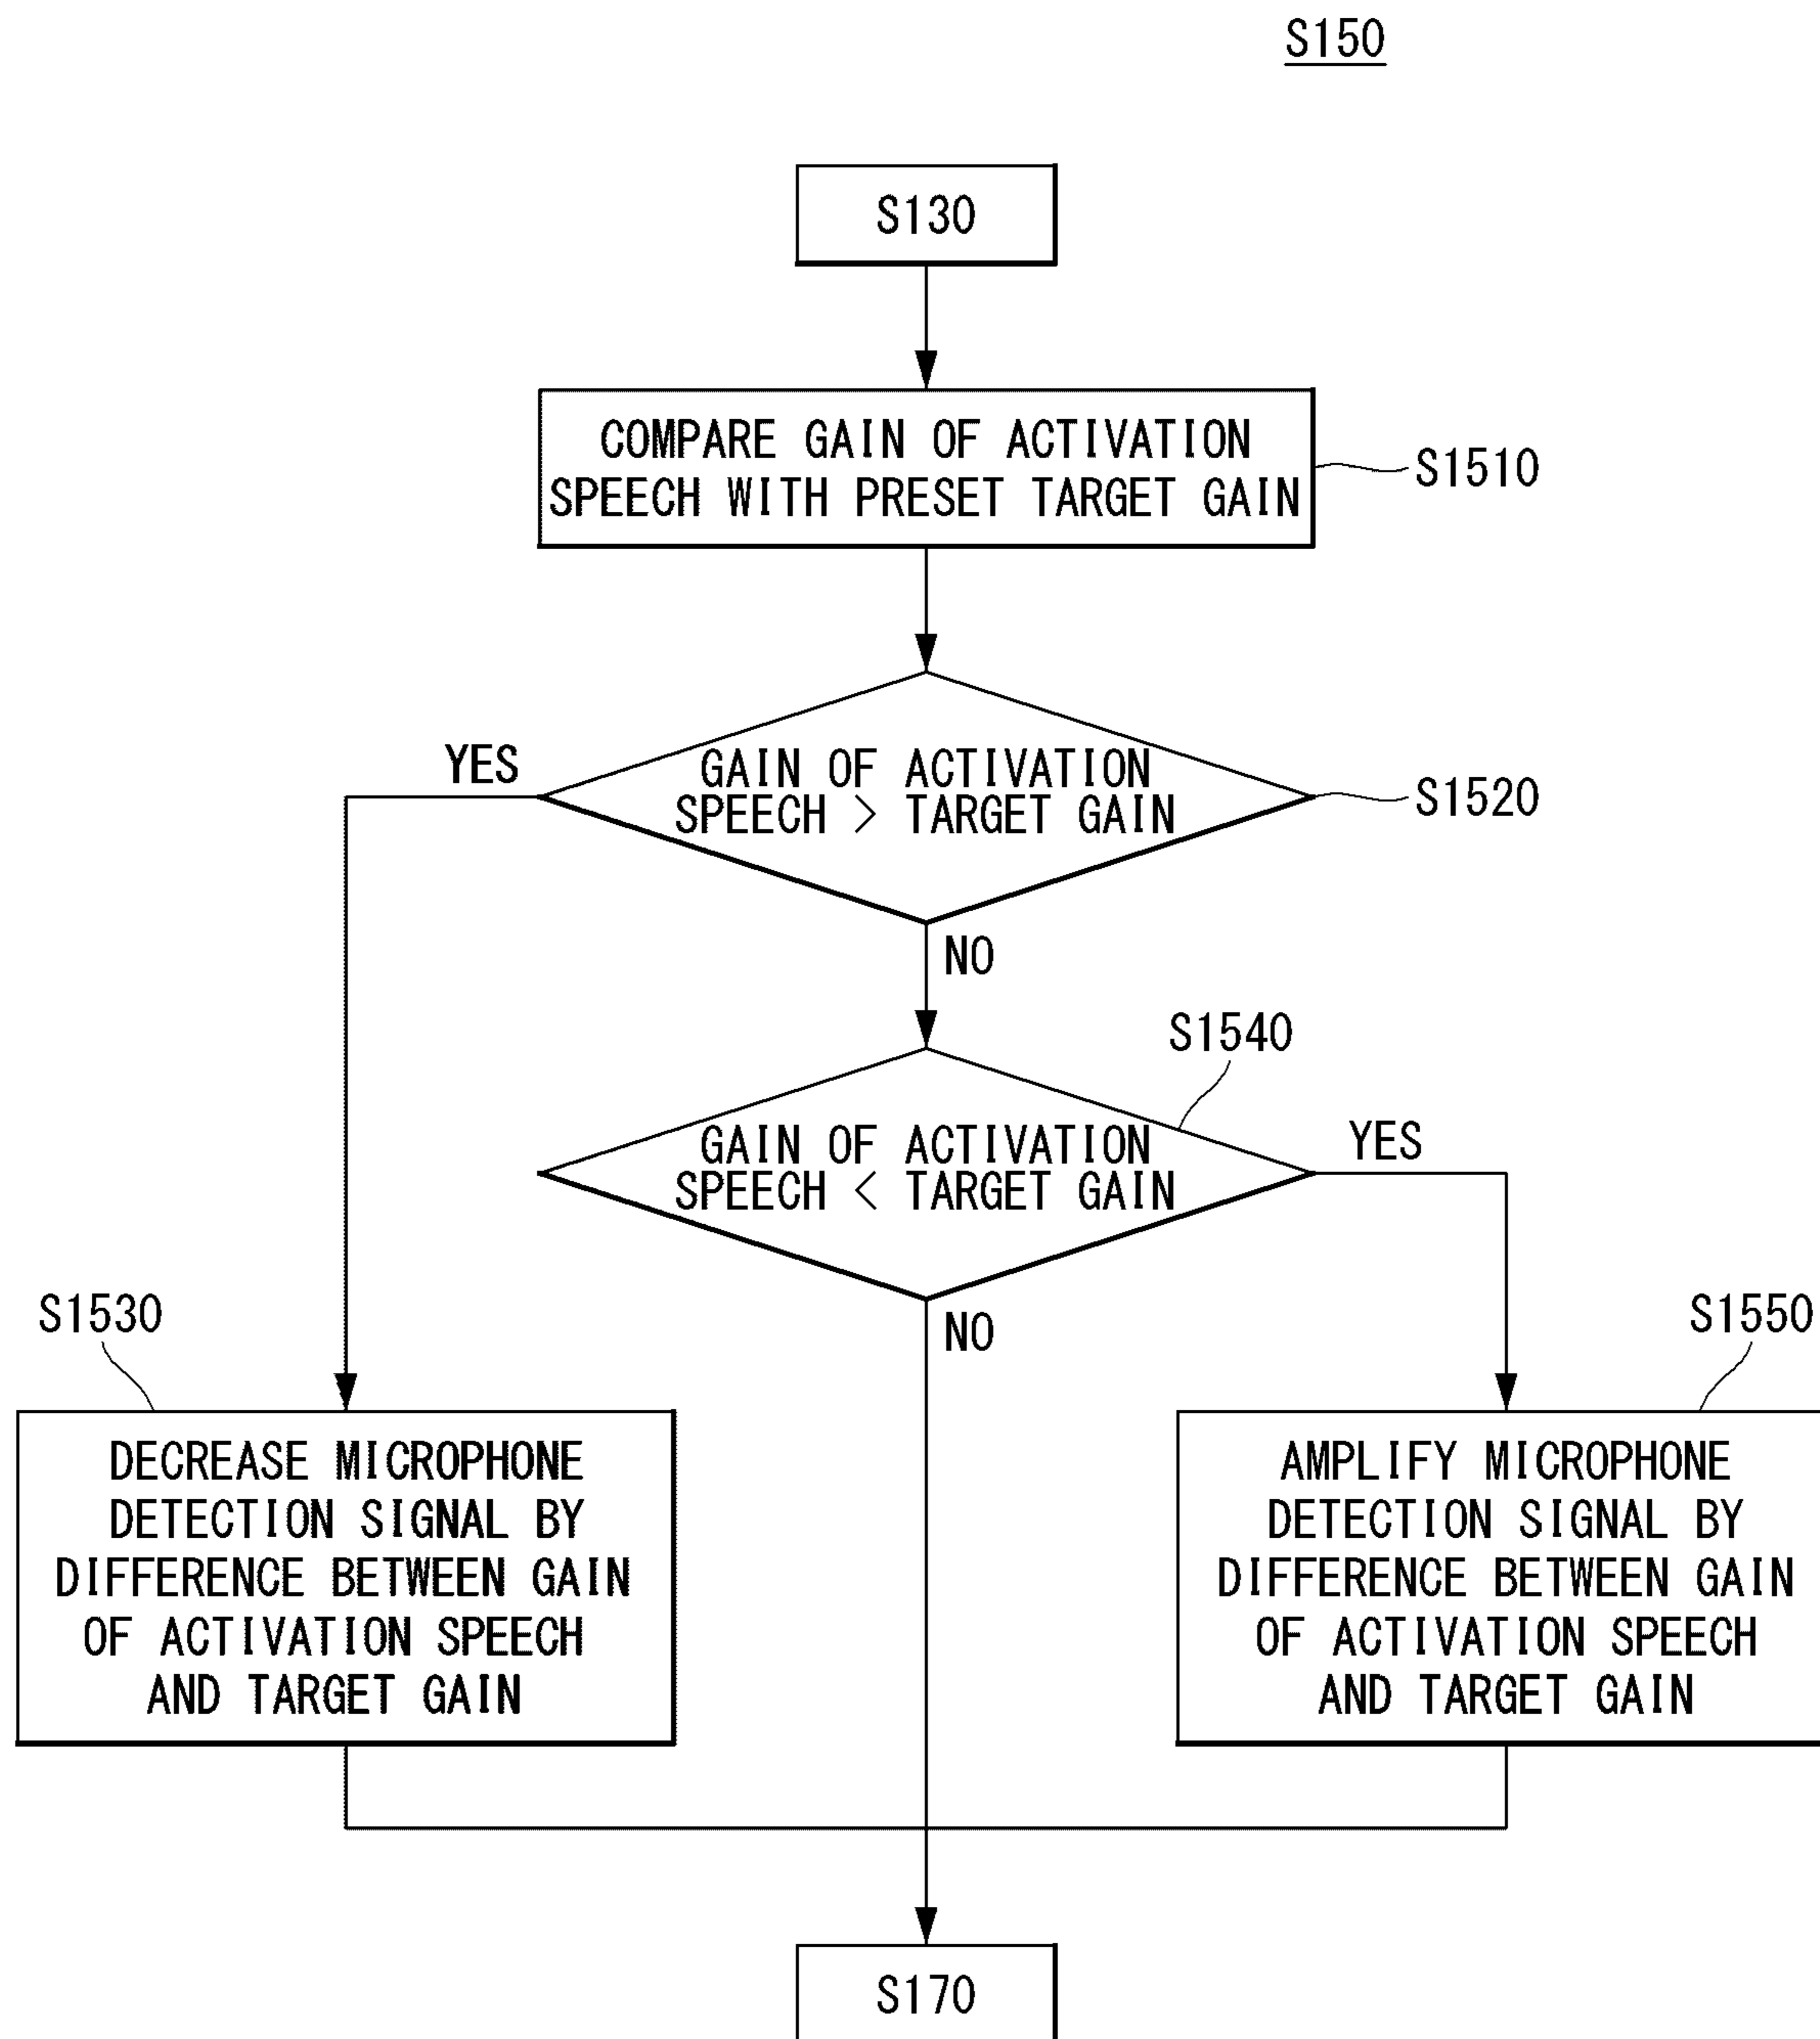 S150
S130
COMPARE GAIN OF ACTIVATION
SPEECH WITH PRESET TARGET GAIN
S1510
YES
GAIN OF ACTIVATION
SPEECH > TARGET GAIN
S1520
NO
S1540
GAIN OF ACTIVATION
SPEECH < TARGET GAIN
YES
NO
S1530
DECREASE MICROPHONE
DETECTION SIGNAL BY
DIFFERENCE BETWEEN GAIN
OF ACTIVATION SPEECH
AND TARGET GAIN
S1550
AMPLIFY MICROPHONE
DETECTION SIGNAL BY
DIFFERENCE BETWEEN GAIN
OF ACTIVATION SPEECH
AND TARGET GAIN
S170